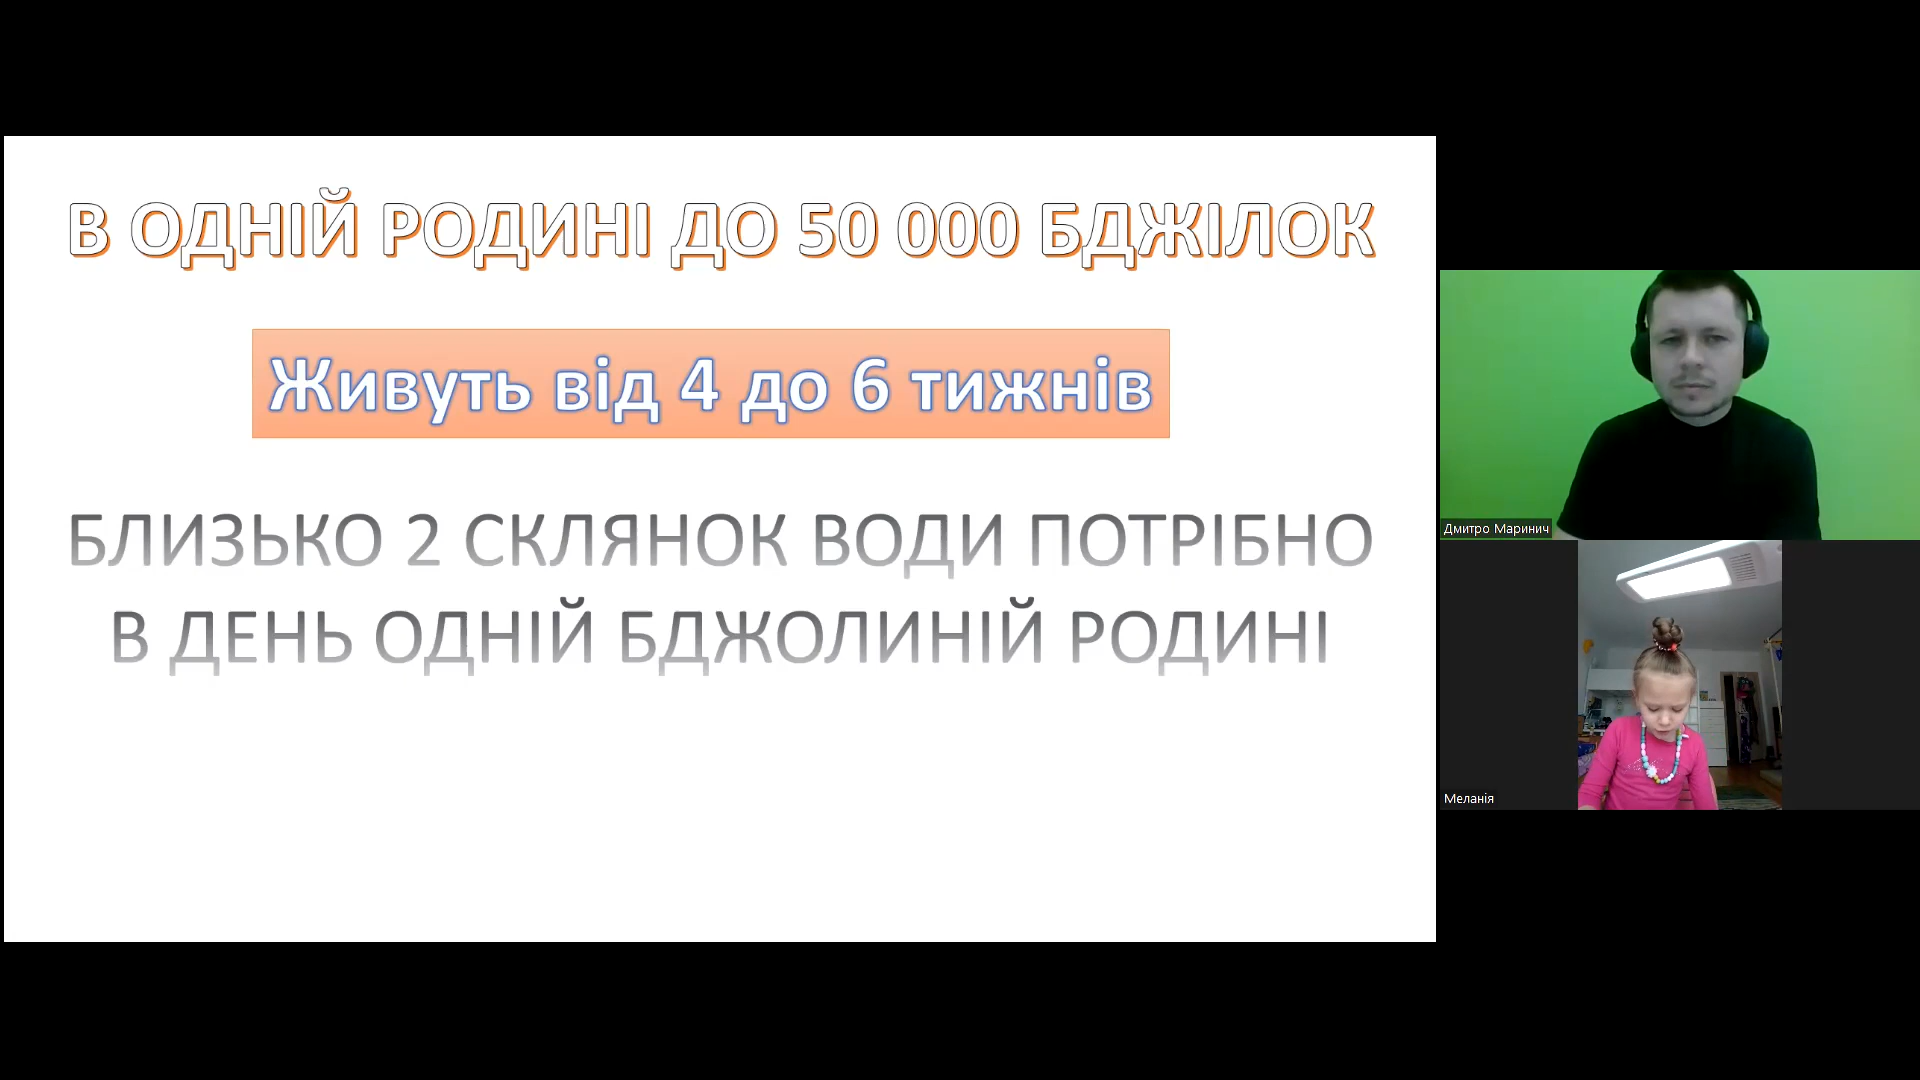 В ОДНІЙ РОДИНІ ДО 50 000 БДЖІЛОК
Живуть від 4 до 6 тижнів
БЛИЗЬКО 2 СКЛЯНОК ВОДИ ПОТРІБНО
В ДЕНЬ ОДНІЙ БДЖОЛИНІЙ РОДИНІ
Дмитро Маринич
Меланія